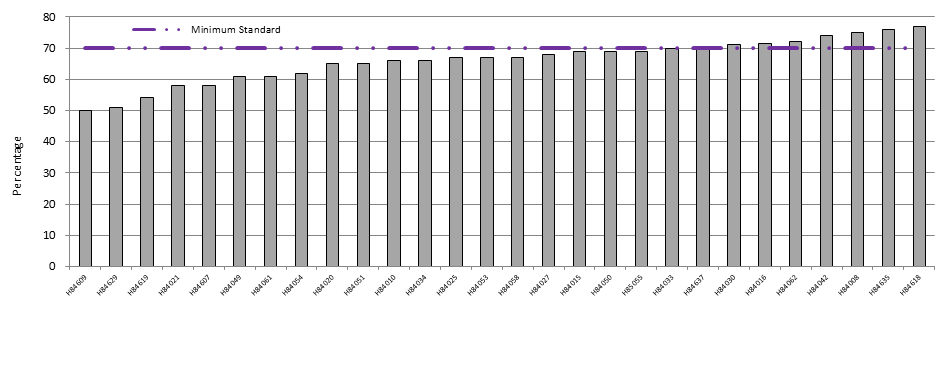 80
Minimum Standard
70
60
50
40
30
20
10
0
Percentage
H84609
H84629
H84619
H84021
H84607
H84049
H84061
H84054
H84020
H84051
H84010
H84034
H84025
H84053
H84058
H84027
H84015
H84050
H85055
H84033
H84637
H84030
H84016
H84062
H84042
H84008
H84635
H84618